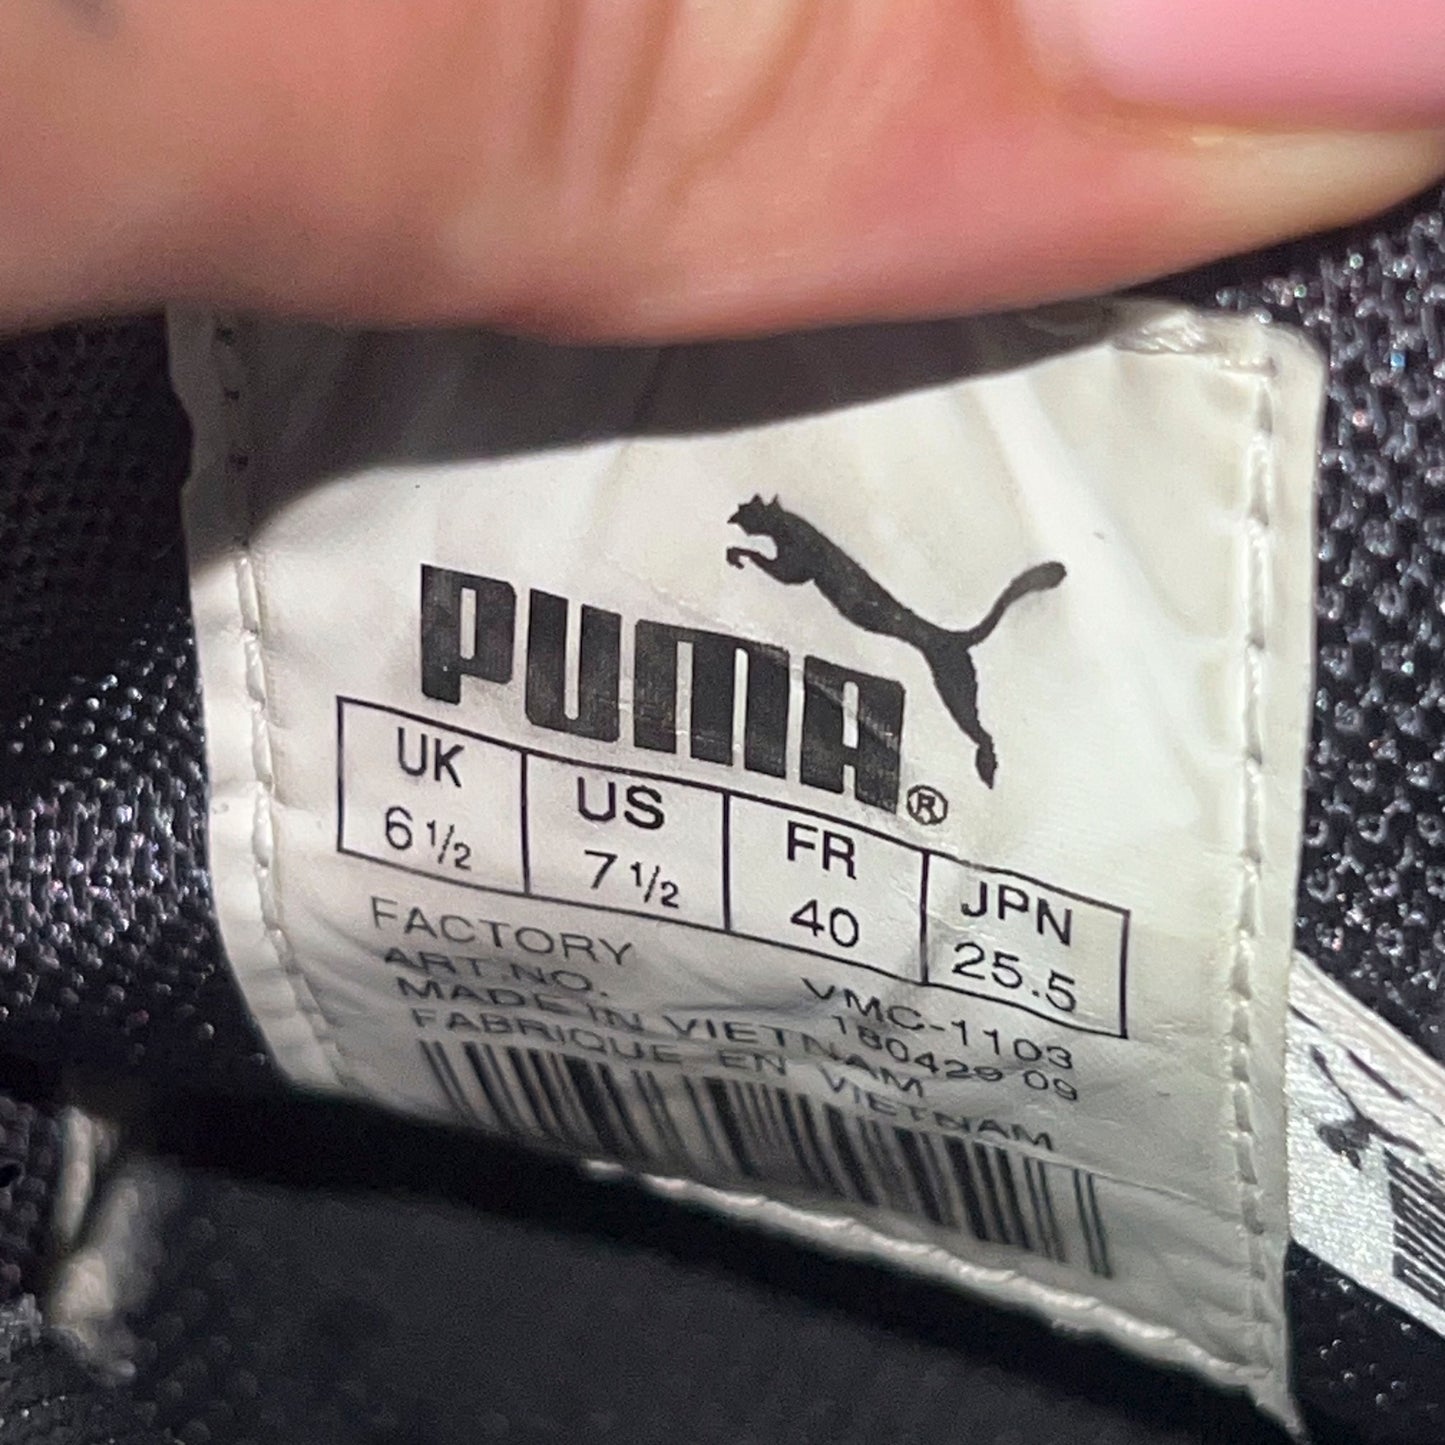 PUMA®
UK US FR JPN
6 1/2 7 1/2 40 25.5
FACTORY VMC-1103
ART.NO. 180429 09
MADE IN VIETNAM
FABRIQUE EN VIETNAM